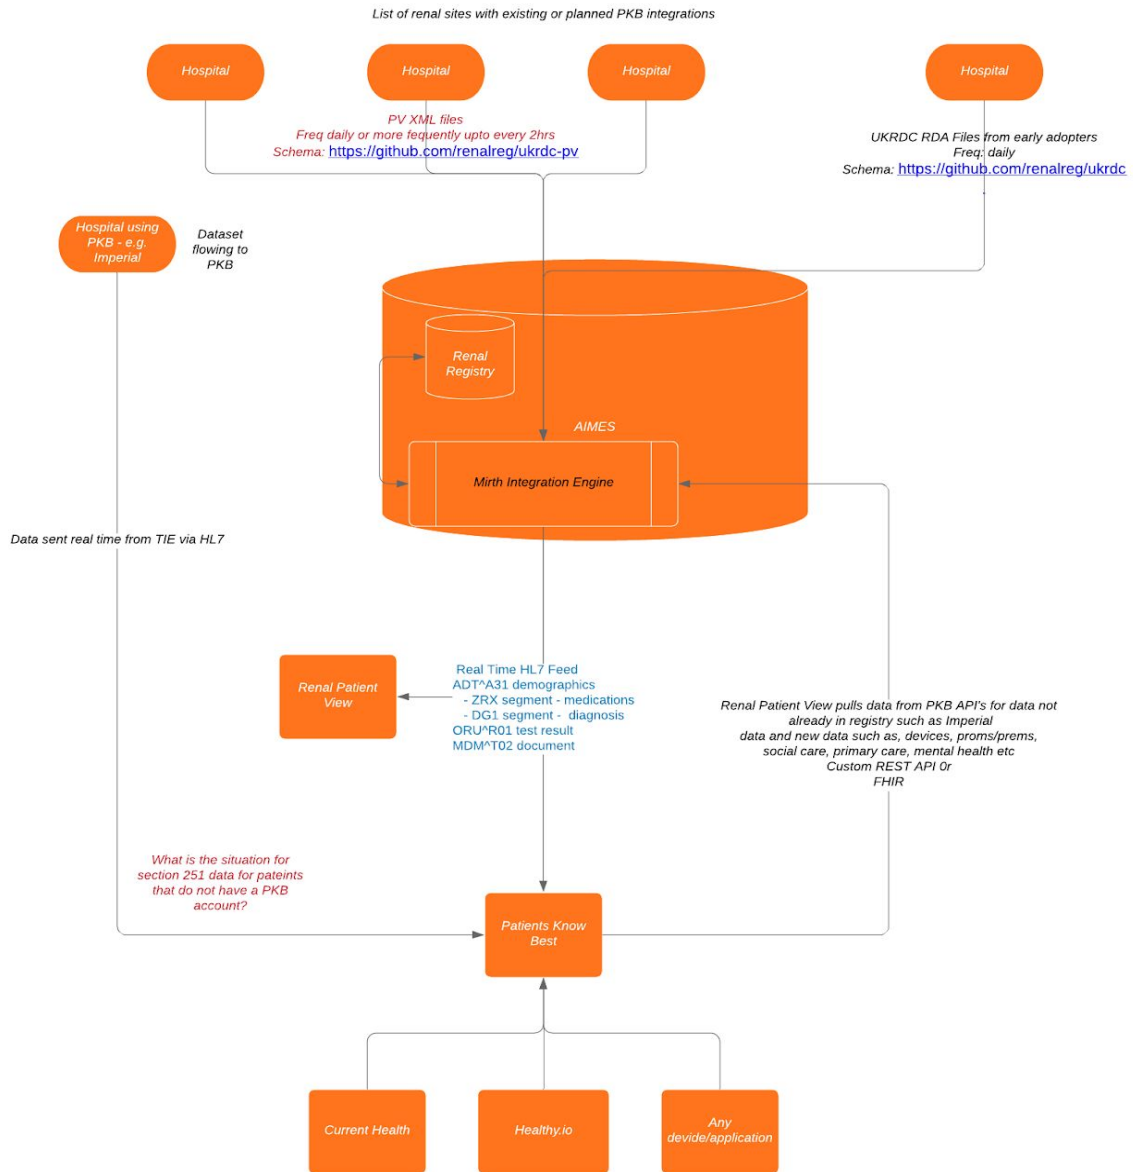 List of renal sites with existing or planned PKB integrations
Hospital
Hospital
Hospital
Hospital
PV XML files
Freq daily or more fequently upto every 2hrs
Schema: https://github.com/renalreg/ukrdc-pv
UKRDC RDA Files from early adopters
Freq: daily
Schema: https://github.com/renalreg/ukrdc
Hospital using
PKB - e.g.
Imperial
Dataset
flowing to
PKB
Renal
Registry
AIMES
Mirth Integration Engine
Data sent real time from TIE via HL7
Renal Patient
View
Real Time HL7 Feed
ADT^A31 demographics
- ZRX segment - medications
- DG1 segment - diagnosis
ORU^R01 test result
MDM^T02 document
Renal Patient View pulls data from PKB API's for data not
already in registry such as Imperial
data and new data such as, devices, proms/prems,
social care, primary care, mental health etc
Custom REST API 0r
FHIR
What is the situation for
section 251 data for pateints
that do not have a PKB
account?
Patients Know
Best
Current Health
Healthy.io
Any
devide/application